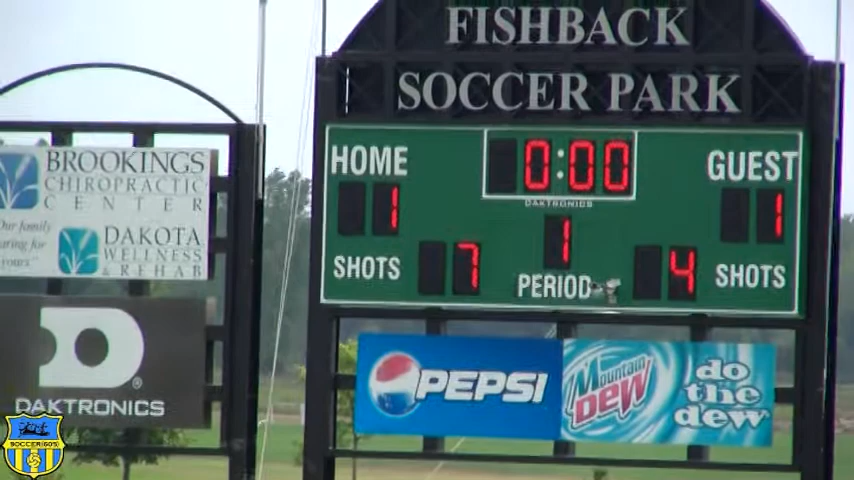 FISHBACK
SOCCER PARK
HOME
0:00
GUEST
1
1
DAKTRONICS
1
SHOTS
7
PERIOD
4
SHOTS
BROOKINGS
CHIROPRACTIC
CENTER
Our family
caring for
yours"
DAKOTA
WELLNESS
& REHAB
D
®
DAKTRONICS
PEPSI
Mountain
Dew
do
the
dew
SOCCER605